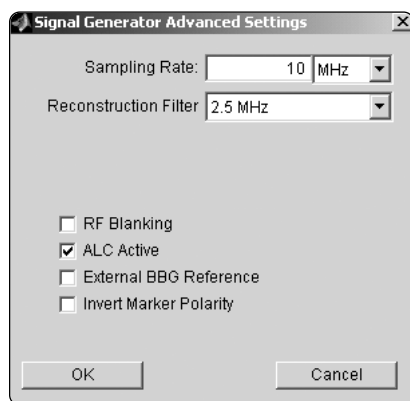 Signal Generator Advanced Settings
Sampling Rate: 10 MHz
Reconstruction Filter 2.5 MHz
RF Blanking
ALC Active
External BBG Reference
Invert Marker Polarity
OK Cancel